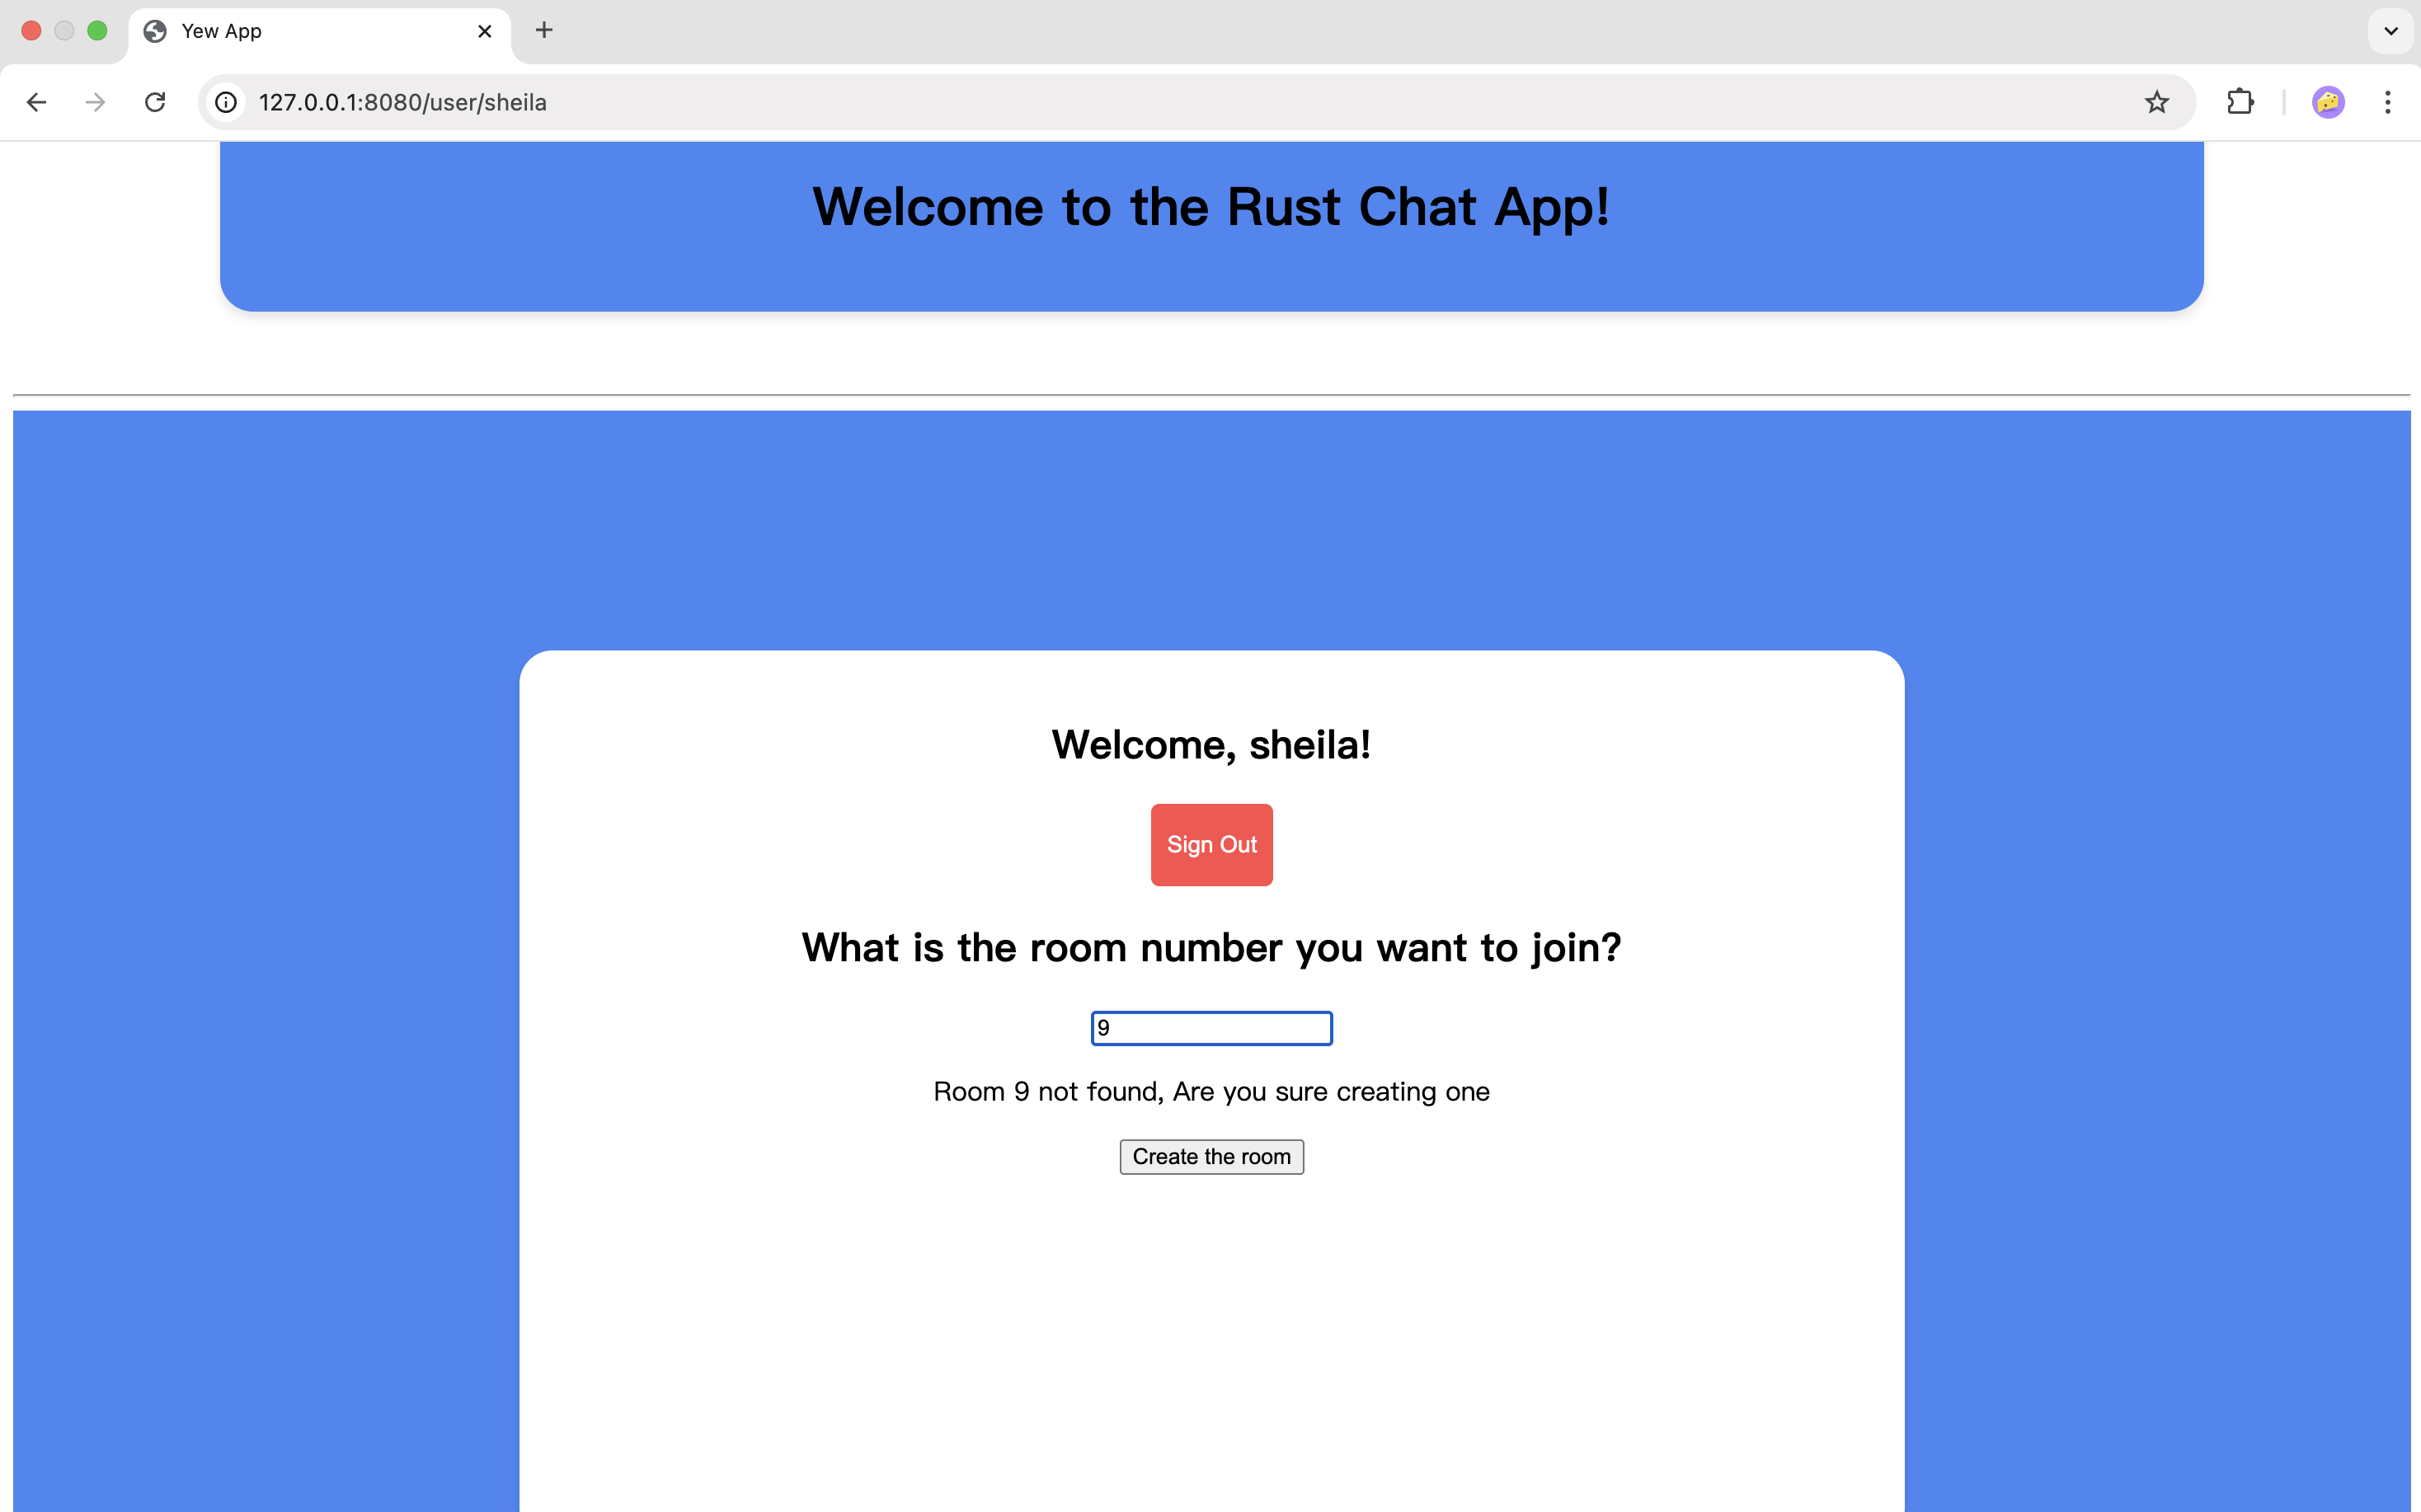 Yew App
127.0.0.1:8080/user/sheila
Welcome to the Rust Chat App!
Welcome, sheila!
Sign Out
What is the room number you want to join?
9
Room 9 not found, Are you sure creating one
Create the room